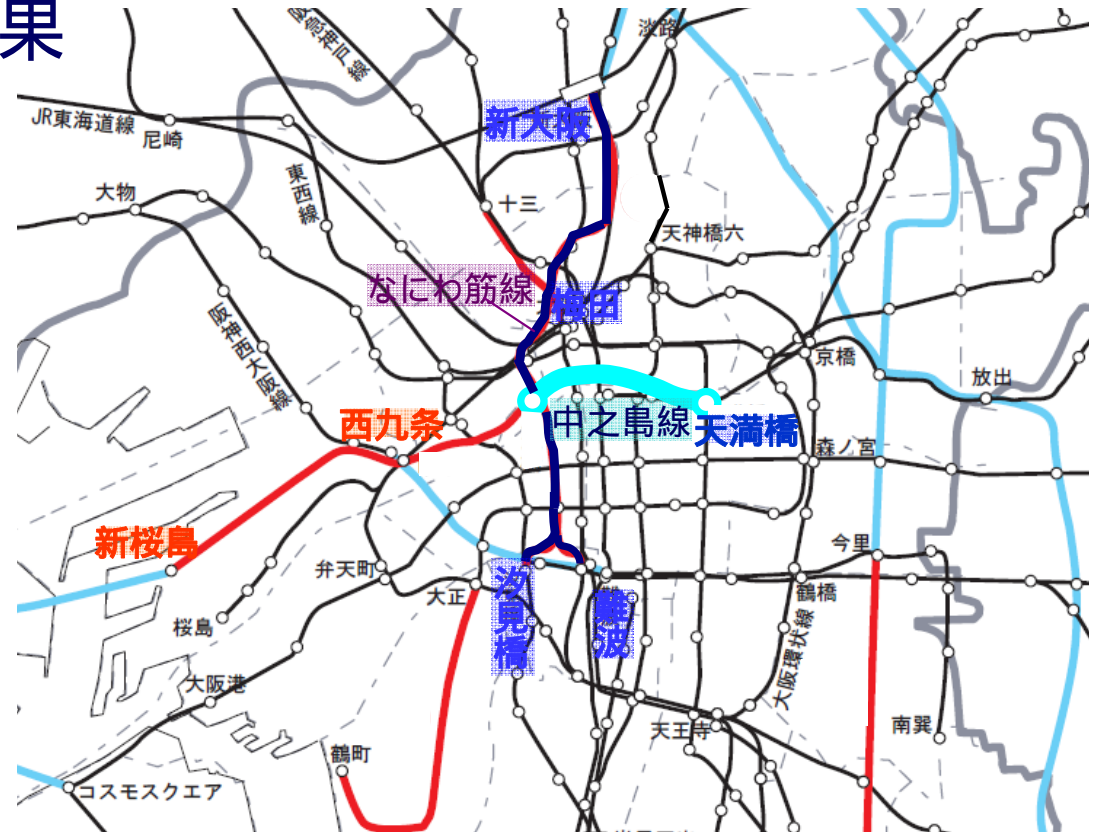 果
阪急神戸線
淡路
JR東海道線
尼崎
新大阪
東西線
大物
十三
天神橋六
なにわ筋線
梅田
阪神西大阪線
京橋
放出
西九条
中之島線
天満橋
森ノ宮
新桜島
今里
弁天町
大正
汐見橋
難波
鶴橋
桜島
大阪環状線
大阪港
天王寺
南巽
鶴町
コスモスクエア